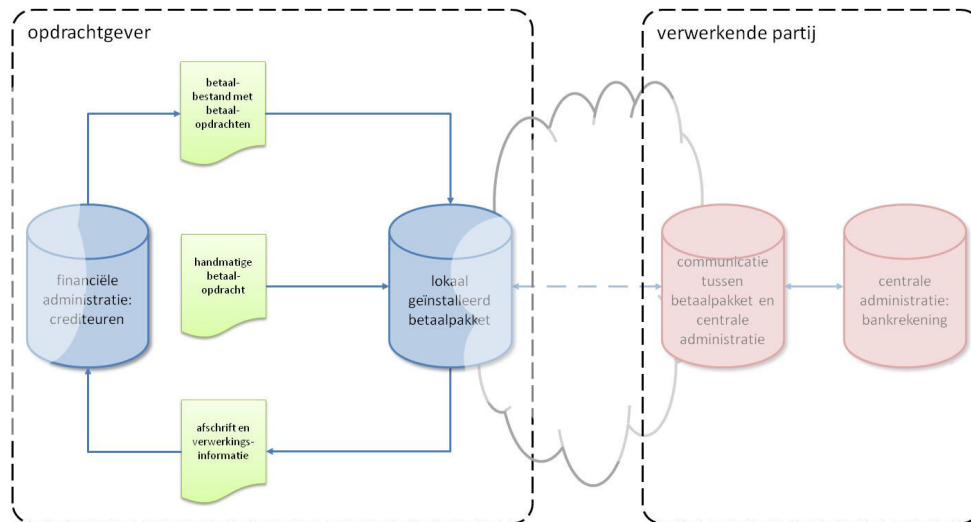 opdrachtgever
verwerkende partij
betaal-
bestand met
betaal-
opdrachten
financiële
administratie:
crediteuren
handmatige
betaal-
opdracht
lokaal
geïnstalleerd
betaalpakket
communicatie
tussen
betaalpakket en
centrale
administratie
centrale
administratie:
bankrekening
afschrift en
verwerkings-
informatie